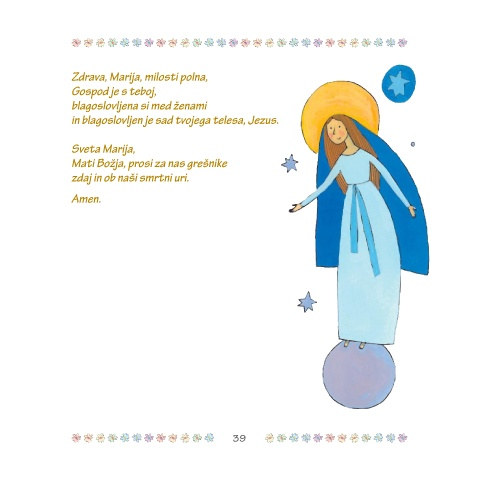 Zdrava, Marija, milosti polna,
Gospod je s teboj,
blagoslovljena si med ženami
in blagoslovljen je sad tvojega telesa, Jezus.
Sveta Marija,
Mati Božja, prosi za nas grešnike
zdaj in ob naši smrtni uri.
Amen.
39